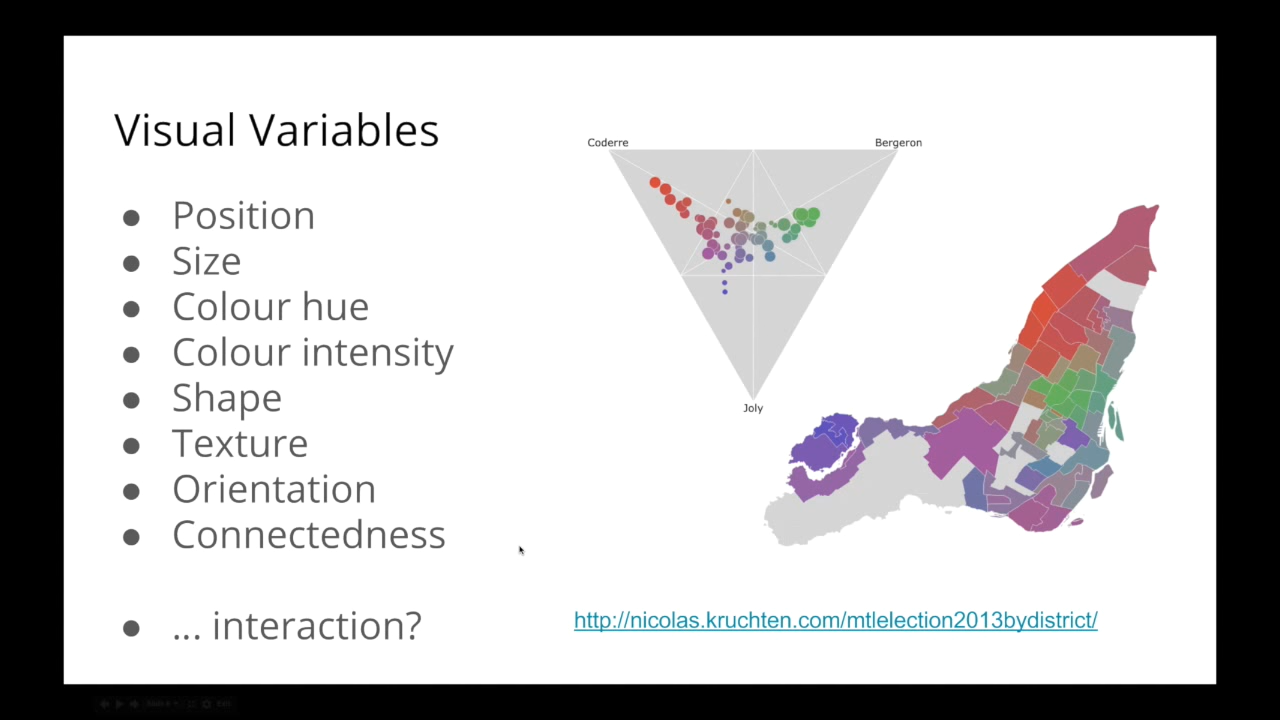 Visual Variables
● Position
● Size
● Colour hue
● Colour intensity
● Shape
● Texture
● Orientation
● Connectedness
● ... interaction?
Coderre
Bergeron
Joly
http://nicolas.kruchten.com/mtlelection2013bydistrict/